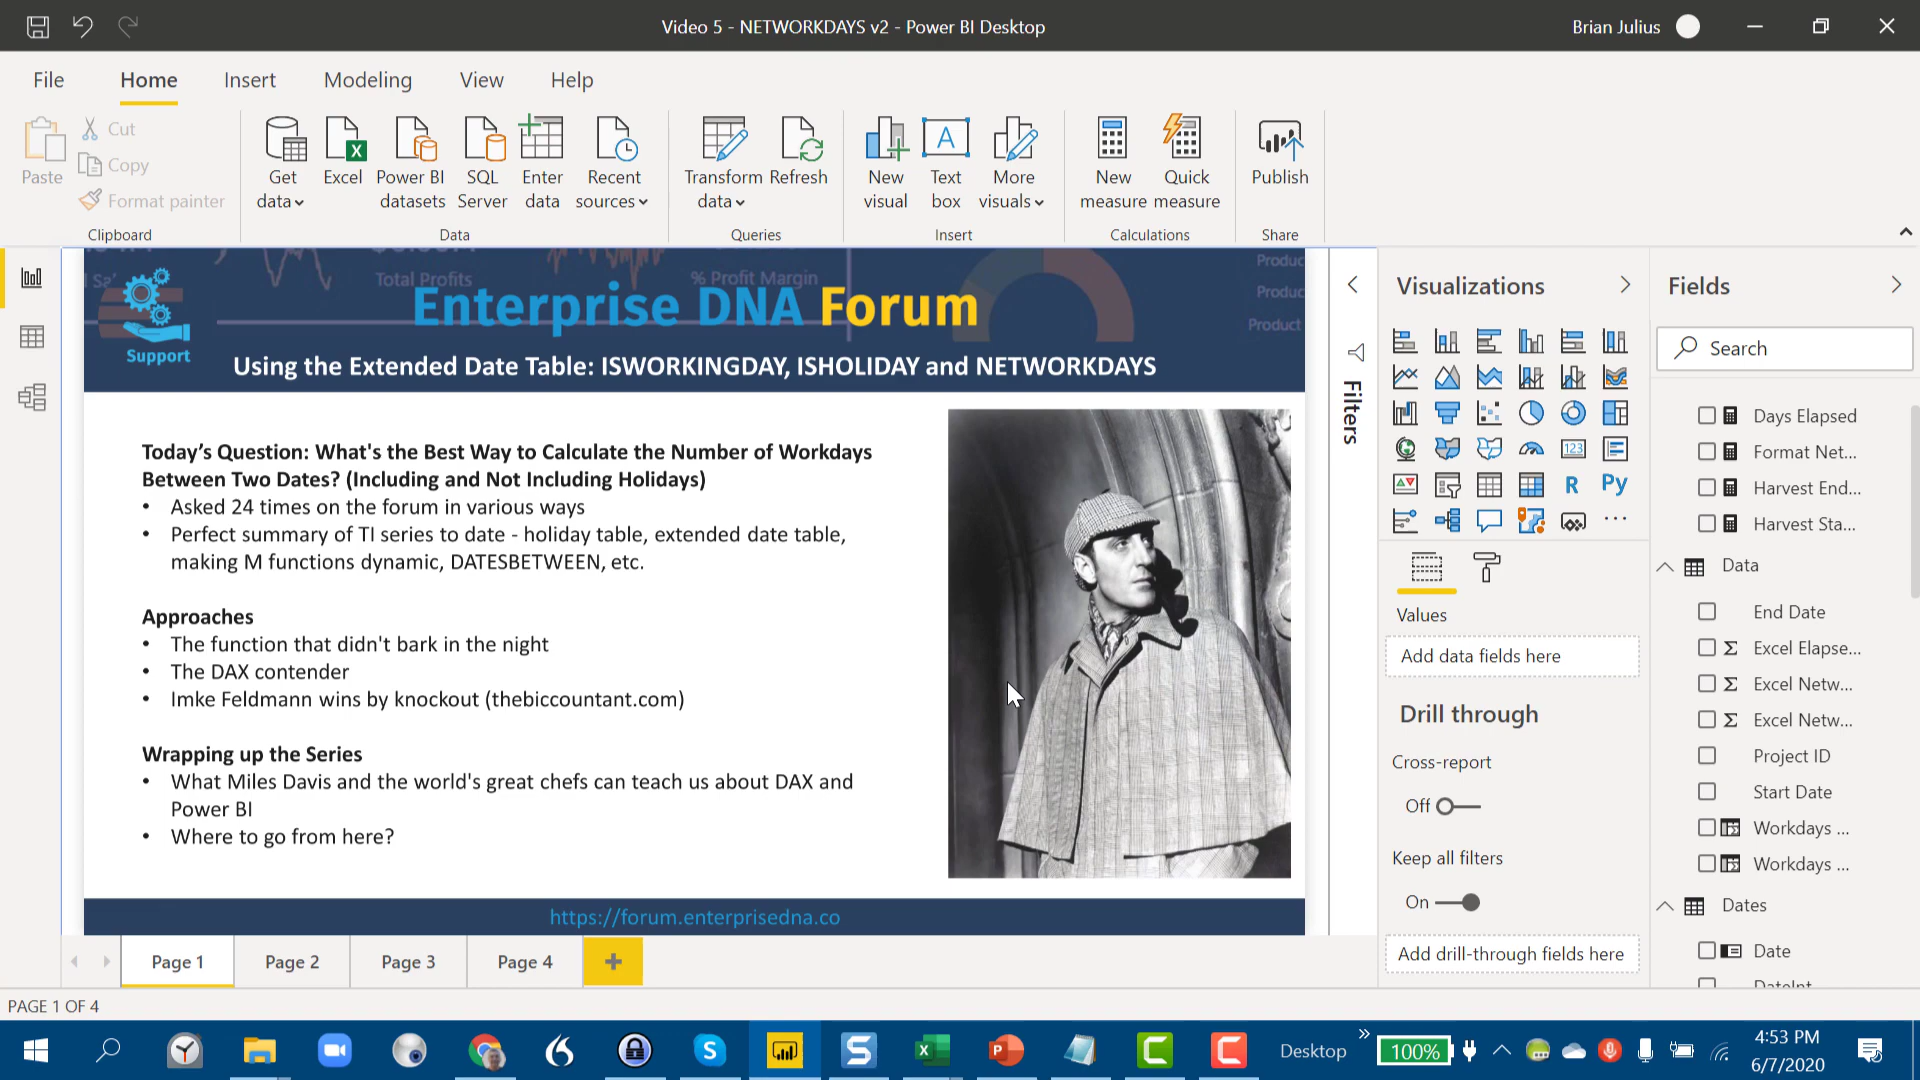 Video 5 - NETWORKDAYS v2 - Power BI Desktop
Brian Julius
File
Home
Insert
Modeling
View
Help
Paste
Cut
Copy
Format painter
Clipboard
Get data
Excel
Power BI datasets
SQL Server
Enter data
Recent sources
Data
Transform data
Refresh
Queries
New visual
Text box
More visuals
Insert
New measure
Quick measure
Calculations
Publish
Share
Total Profits
% Profit Margin
Produc
Produc
Product
Support
Enterprise DNA Forum
Using the Extended Date Table: ISWORKINGDAY, ISHOLIDAY and NETWORKDAYS
Today's Question: What's the Best Way to Calculate the Number of Workdays
Between Two Dates? (Including and Not Including Holidays)
• Asked 24 times on the forum in various ways
• Perfect summary of TI series to date - holiday table, extended date table,
making M functions dynamic, DATESBETWEEN, etc.
Approaches
• The function that didn't bark in the night
• The DAX contender
• Imke Feldmann wins by knockout (thebiccountant.com)
Wrapping up the Series
• What Miles Davis and the world's great chefs can teach us about DAX and
Power BI
• Where to go from here?
https://forum.enterprisedna.co
Filters
Visualizations
123
R
Py
Values
Add data fields here
Drill through
Cross-report
Off
Keep all filters
On
Add drill-through fields here
Fields
Search
Days Elapsed
Format Net...
Harvest End...
Harvest Sta...
Data
End Date
Excel Elapse...
Excel Netw...
Excel Netw...
Project ID
Start Date
Workdays ...
Workdays ...
Dates
Date
Page 1
Page 2
Page 3
Page 4
PAGE 1 OF 4
Desktop
100%
4:53 PM
6/7/2020